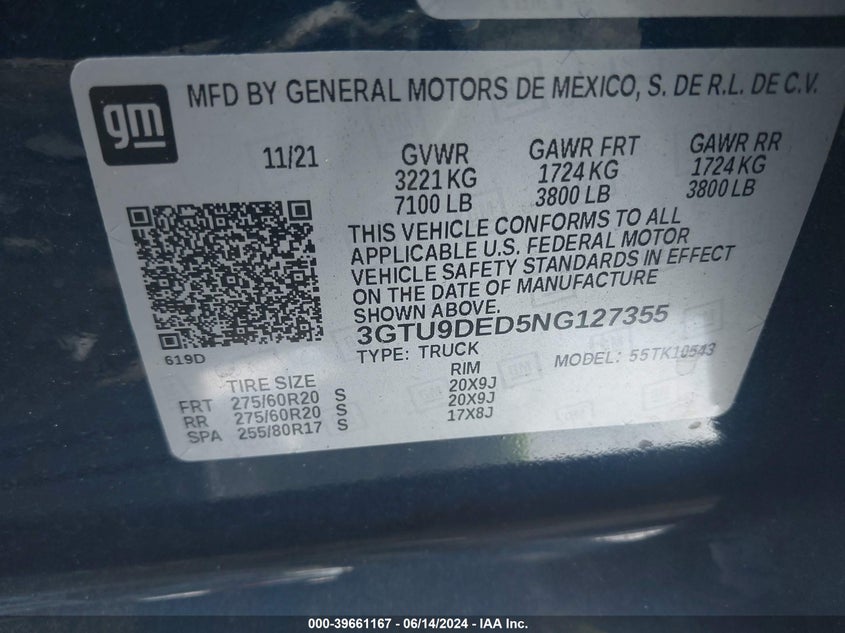 gm
MFD BY GENERAL MOTORS DE MEXICO, S. DE R.L. DE C.V.
11/21 GVWR GAWR FRT GAWR RR
3221 KG 1724 KG 1724 KG
7100 LB 3800 LB 3800 LB
THIS VEHICLE CONFORMS TO ALL
APPLICABLE U.S. FEDERAL MOTOR
VEHICLE SAFETY STANDARDS IN EFFECT
ON THE DATE OF MANUFACTURE
SHOWN ABOVE.
3GTU9DED5NG127355
619D
TYPE: TRUCK MODEL: 55TK10543
TIRE SIZE RIM
FRT 275/60R20 S 20X9J
RR 275/60R20 S 20X9J
SPA 255/80R17 S 17X8J
000-39661167 - 06/14/2024 - IAA Inc.